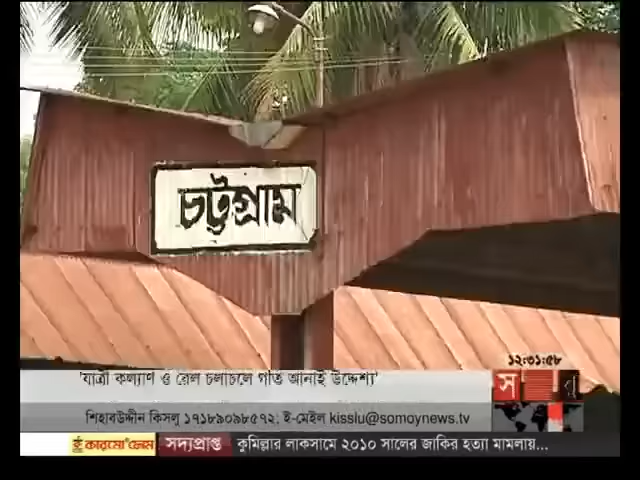 চট্টগ্রাম
১২:৩১:৫৮
'যাত্রী কল্যাণ ও রেল চলাচলে গতি আনাই উদ্দেশ্য'
শিহাবউদ্দীন কিসলু ১৭১৮৯০৯৮৫৭২; ই-মেইল kisslu@somoynews.tv
সদ্যপ্রাপ্ত কুমিল্লার লাকসামে ২০১০ সালের জাকির হত্যা মামলায়...